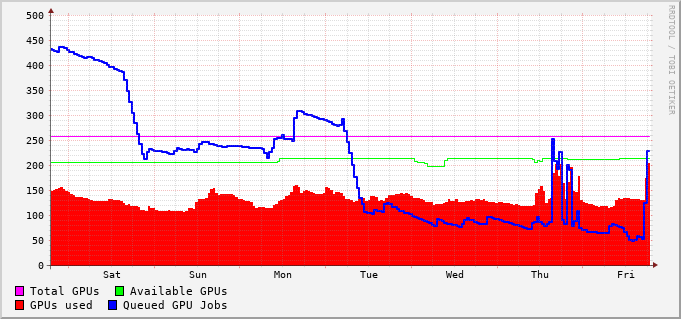 500
450
400
350
300
250
200
150
100
50
0
Sat Sun Mon Tue Wed Thu Fri
Total GPUs Available GPUs
GPUs used Queued GPU Jobs
RRDTOOL / TOBI OETIKER